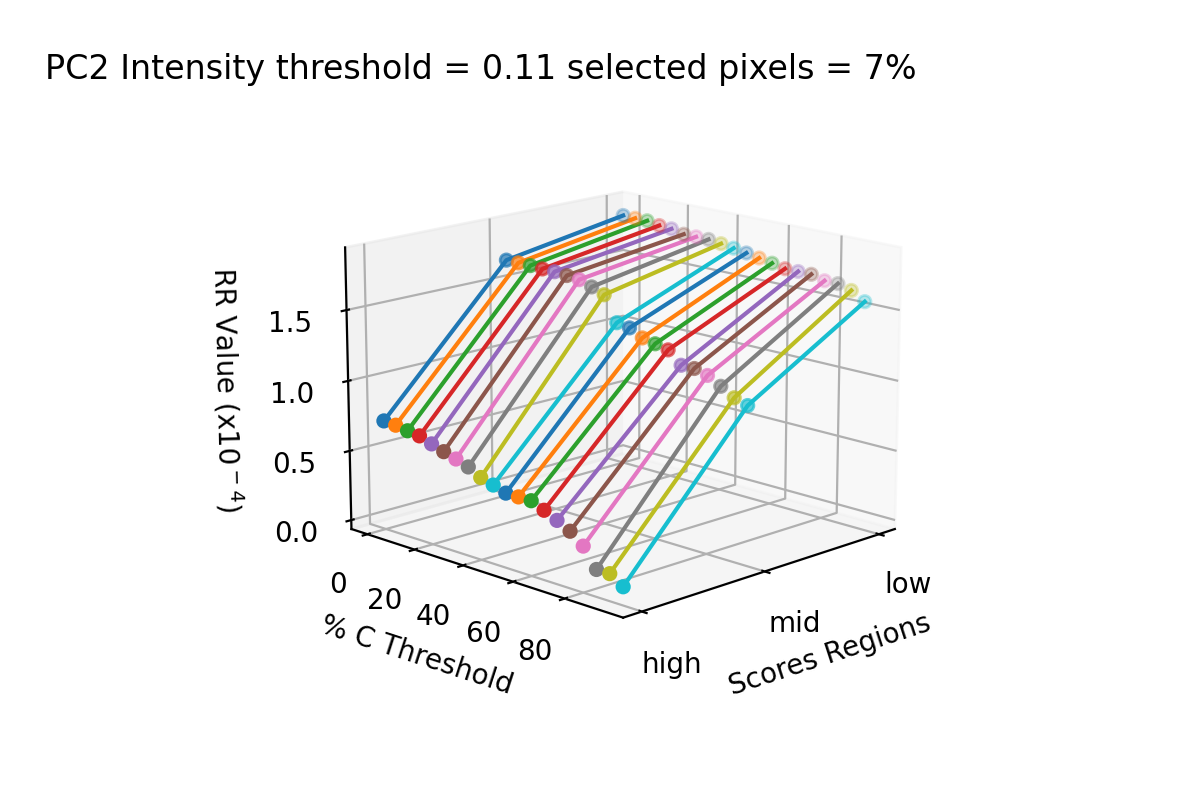 PC2 Intensity threshold = 0.11 selected pixels = 7%
RR Value (x10⁻⁴)
1.5
1.0
0.5
0.0
0
20
40
60
80
% C Threshold
high
mid
low
Scores Regions